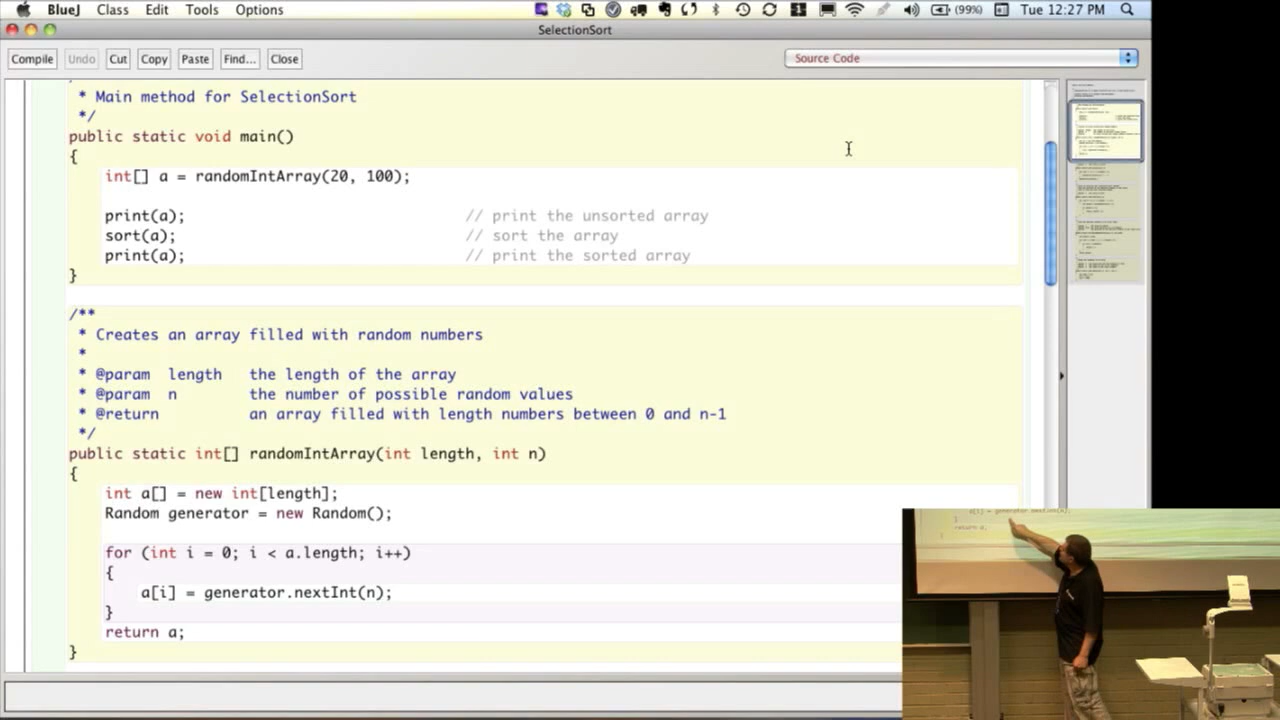 BlueJ Class Edit Tools Options (99%) Tue 12:27 PM
SelectionSort
Compile Undo Cut Copy Paste Find... Close Source Code
* Main method for SelectionSort
*/
public static void main()
{
int[] a = randomIntArray(20, 100);
print(a); // print the unsorted array
sort(a); // sort the array
print(a); // print the sorted array
}
/**
* Creates an array filled with random numbers
*
* @param length the length of the array
* @param n the number of possible random values
* @return an array filled with length numbers between 0 and n-1
*/
public static int[] randomIntArray(int length, int n)
{
int a[] = new int[length];
Random generator = new Random();
for (int i = 0; i < a.length; i++)
{
a[i] = generator.nextInt(n);
}
return a;
}
a[i] = generator.nextInt(n);
return a;